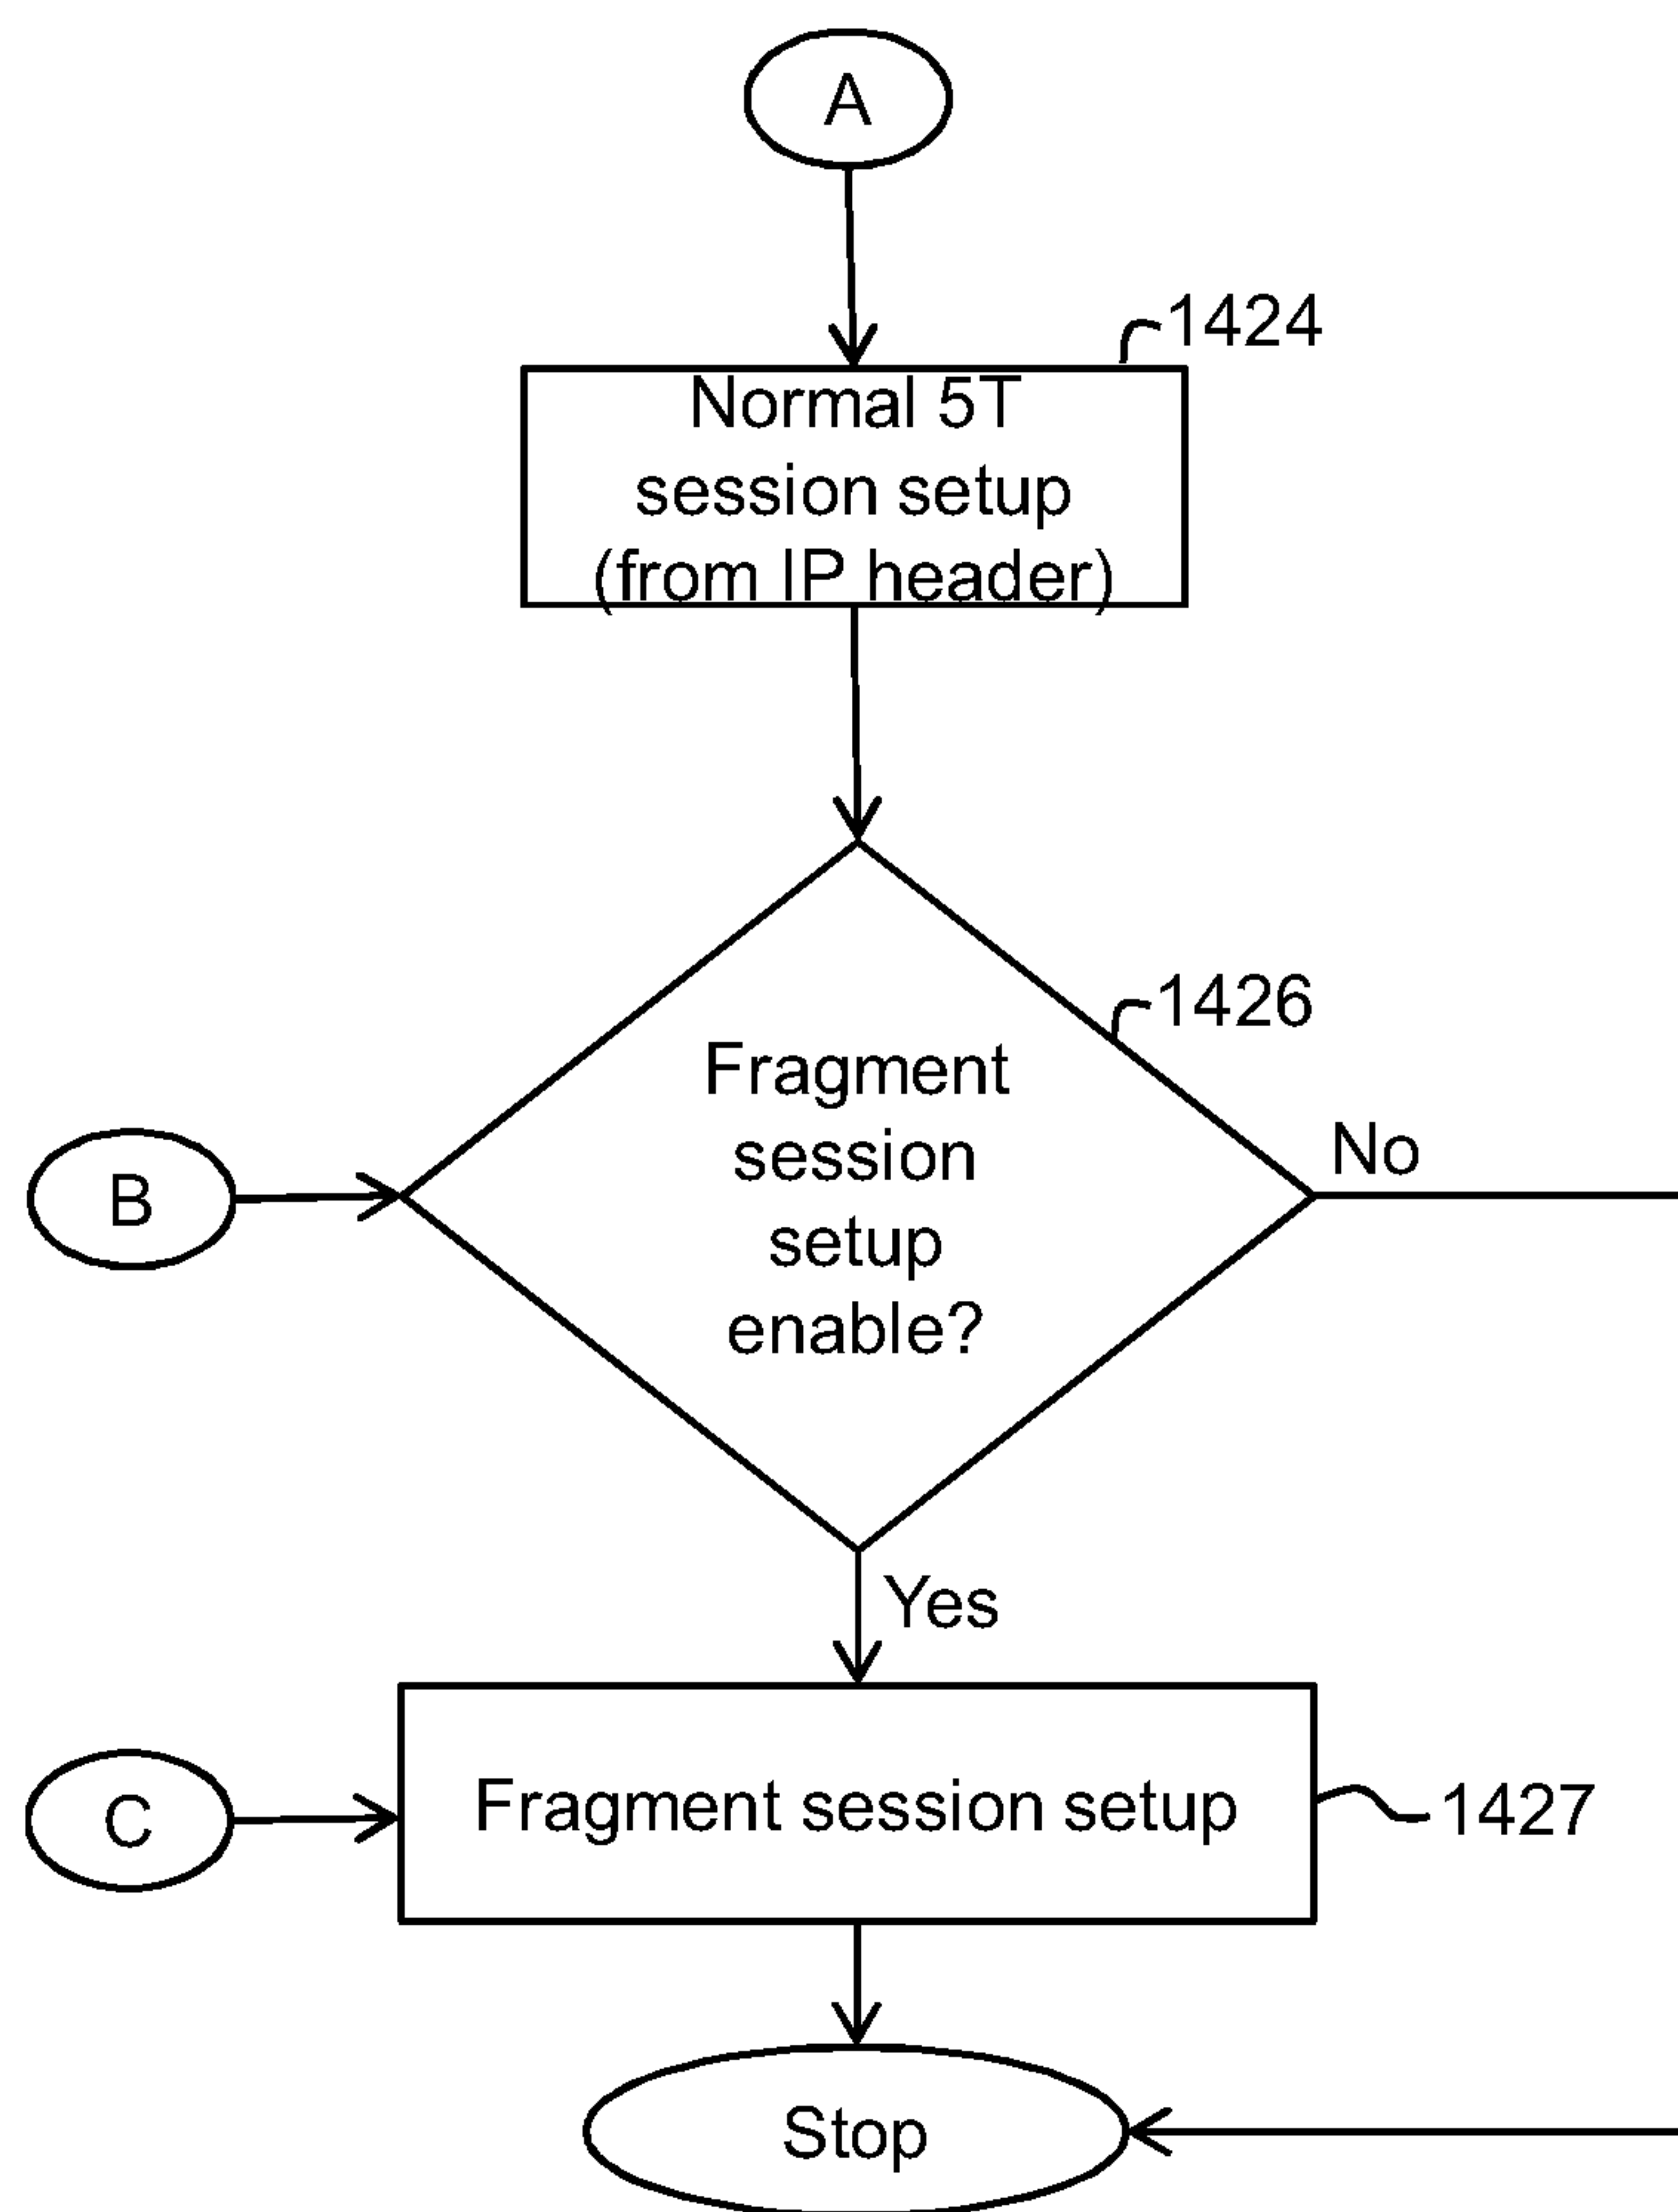 A
1424
Normal 5T
session setup
(from IP header)
1426
Fragment
session
setup
enable?
No
B
Yes
C
Fragment session setup
1427
Stop